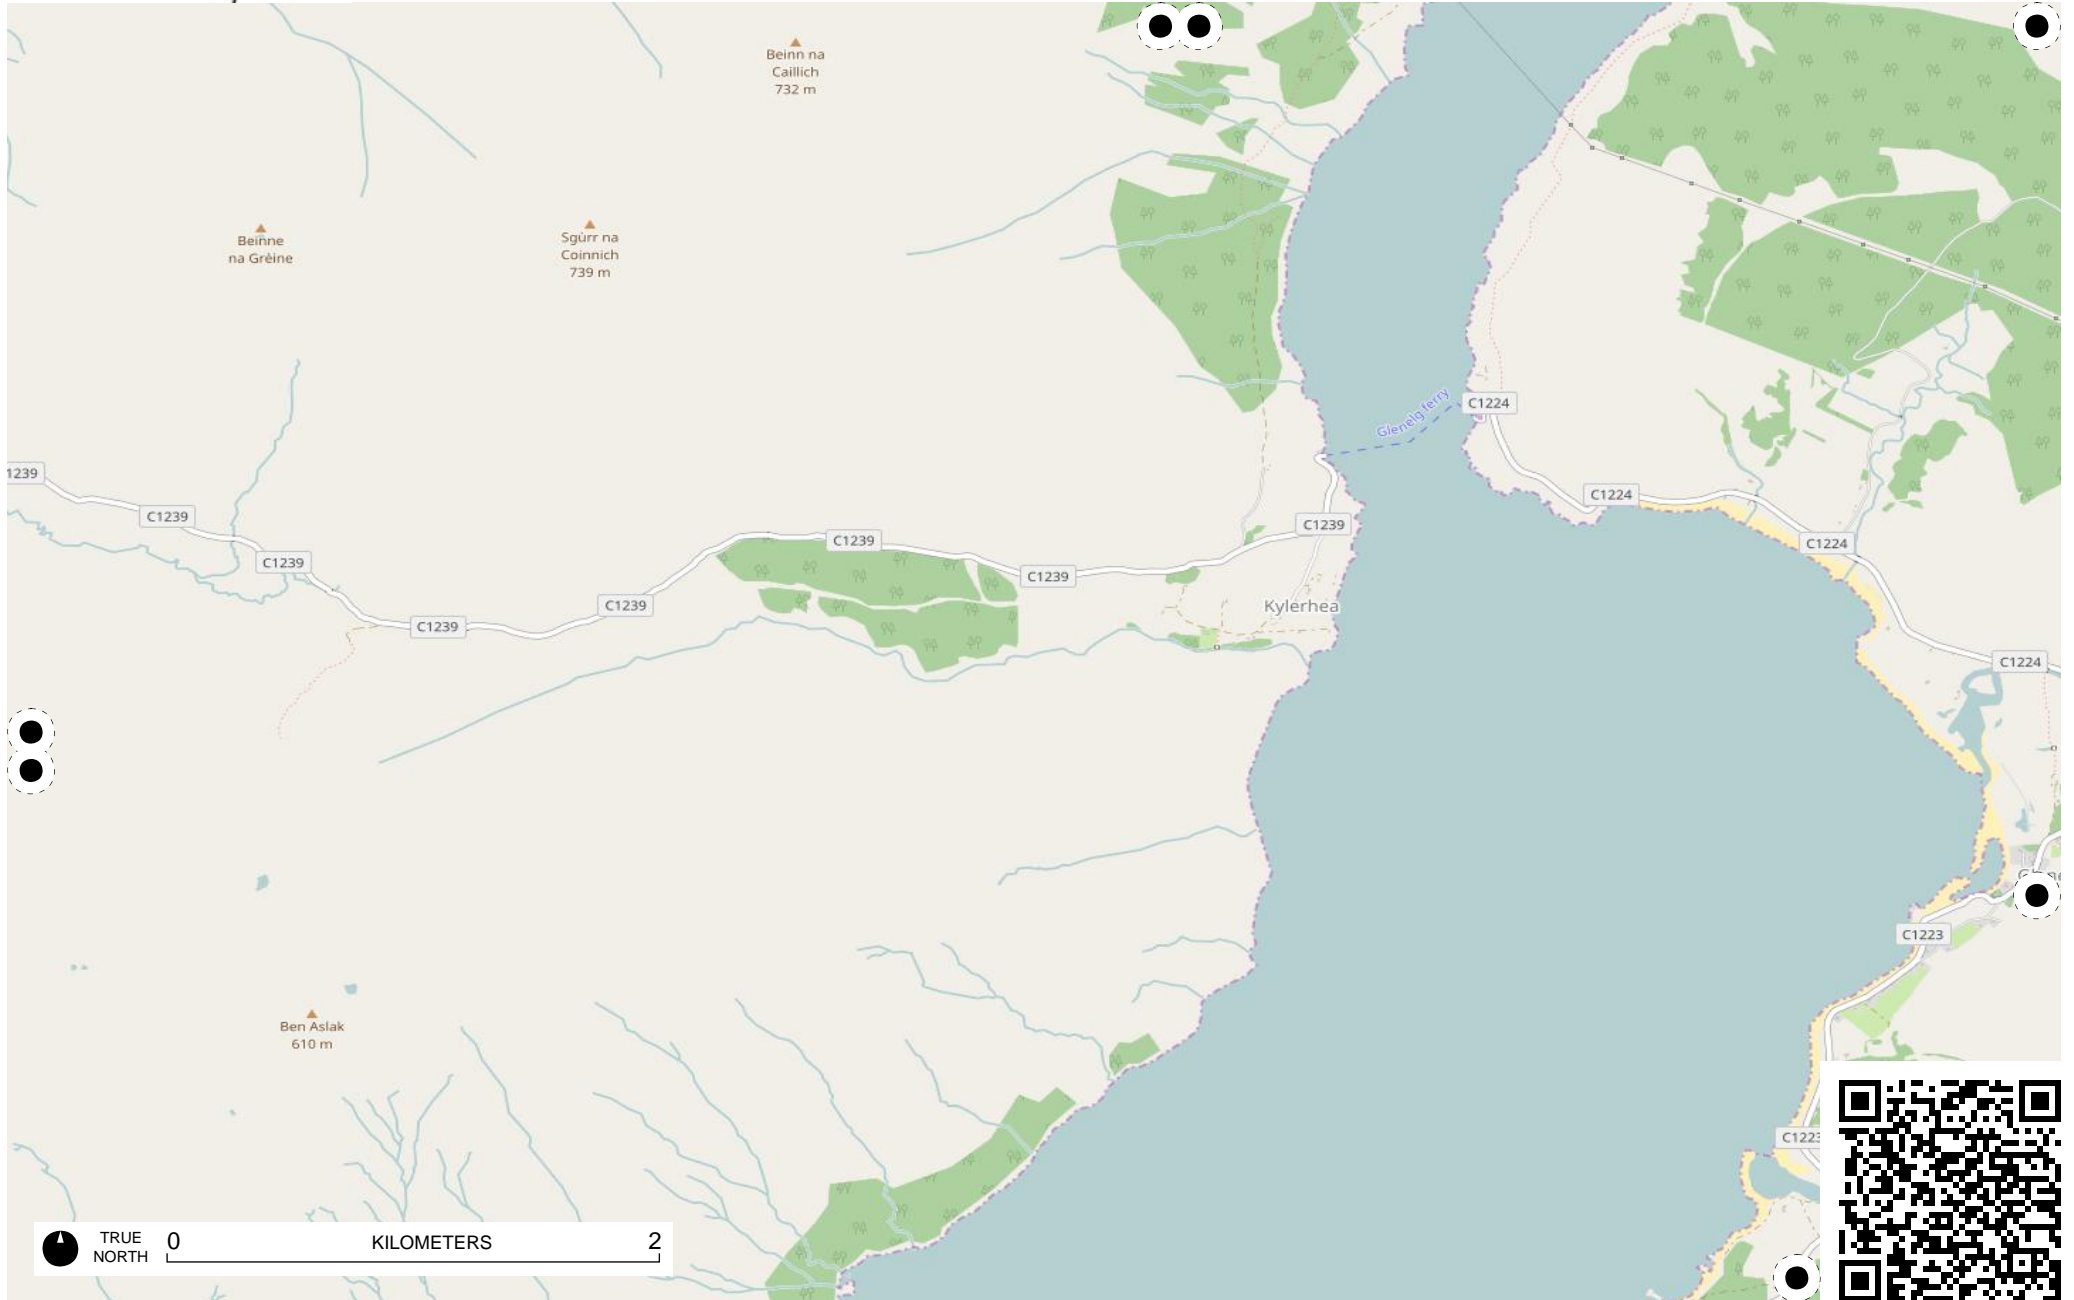 Beinn na
Caillich
732 m
Beinne
na Grèine
Sgùrr na
Coinnich
739 m
Glenelg ferry
C1224
1239
C1239
C1224
C1239
C1239
C1224
C1239
C1239
C1239
Kylerhea
C1239
C1224
C1223
Ben Aslak
610 m
C1223
TRUE
NORTH
0
KILOMETERS
2